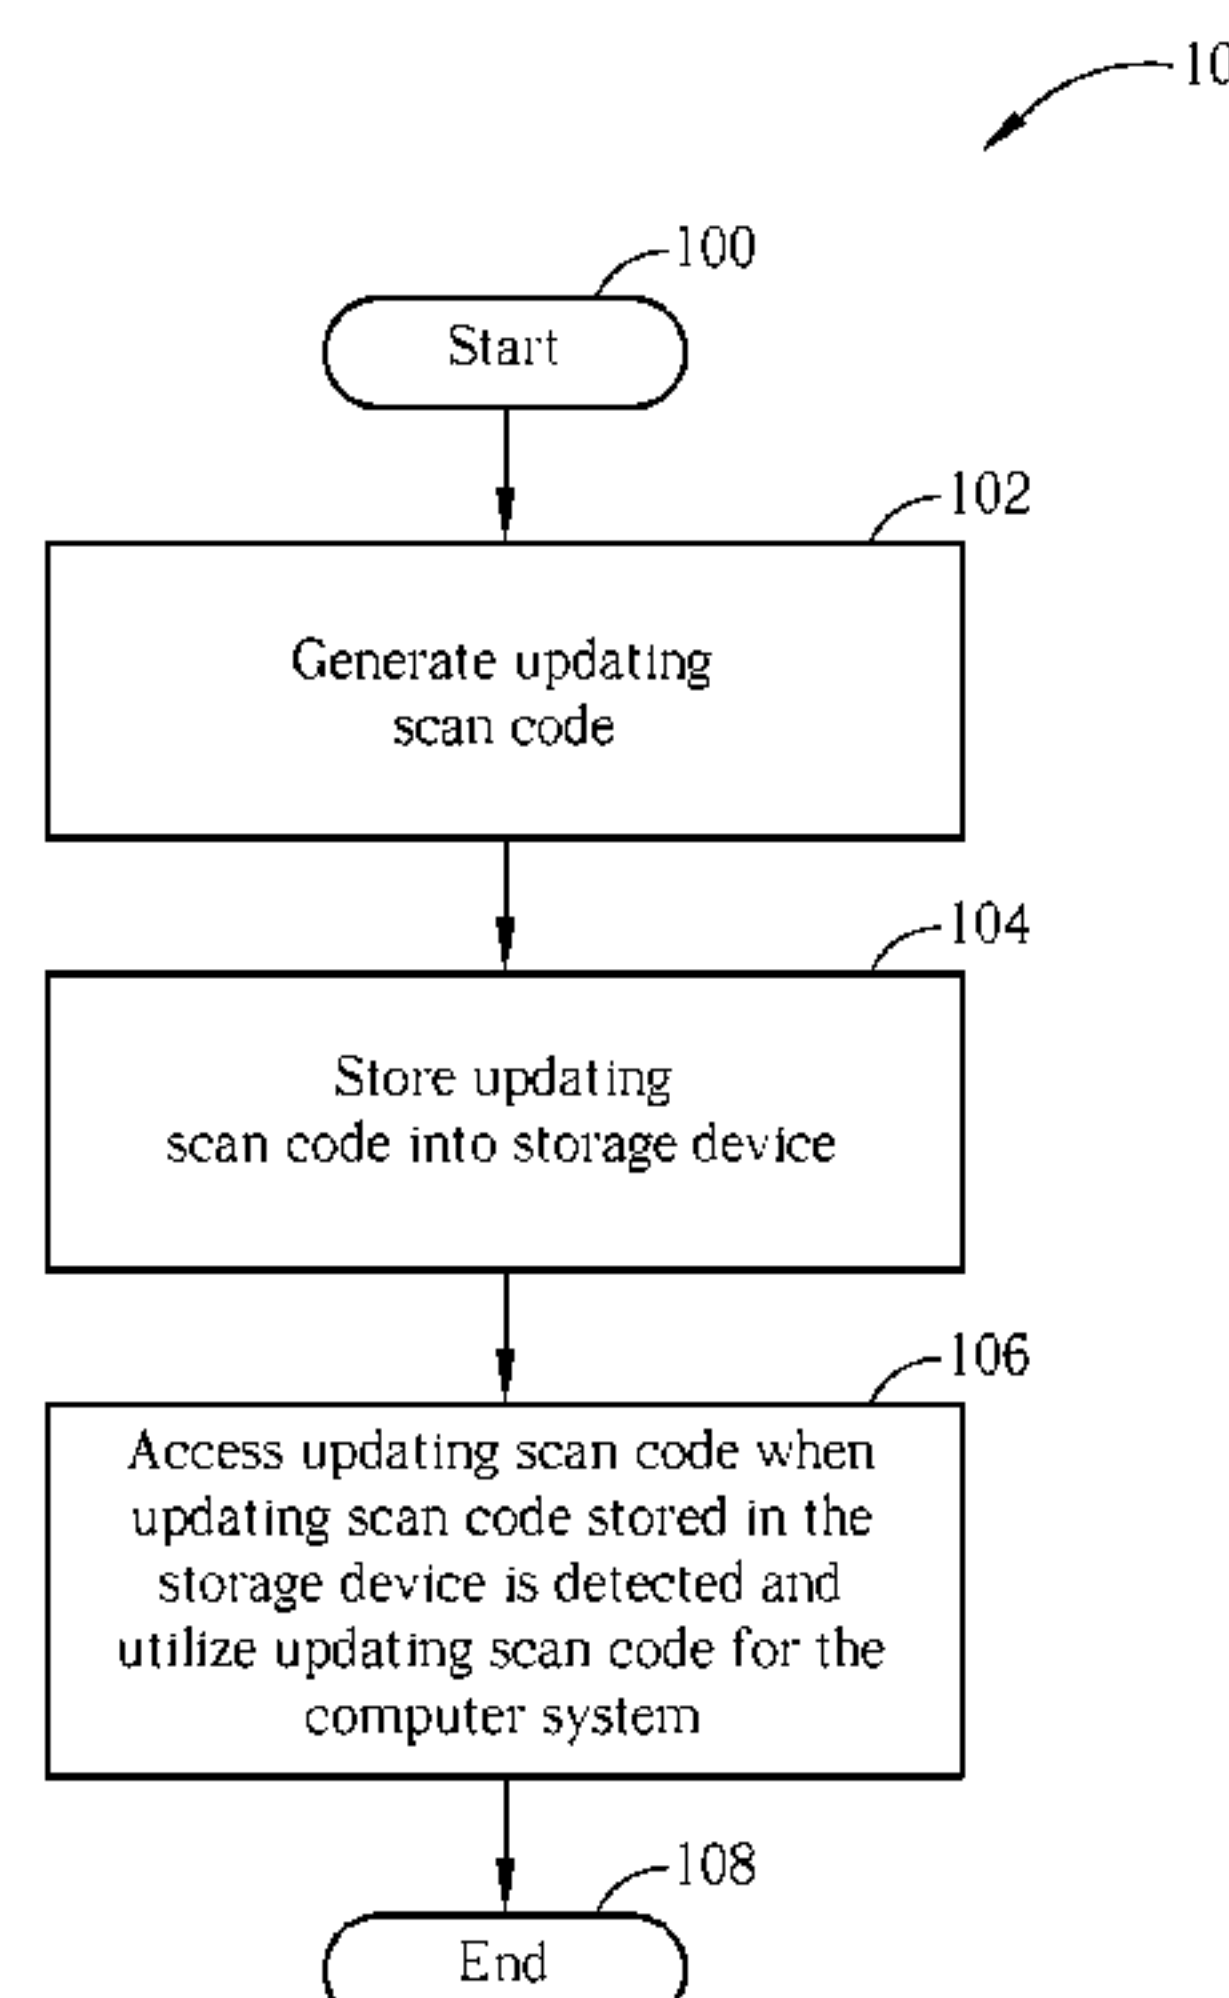 10
100
Start
102
Generate updating
scan code
104
Store updating
scan code into storage device
106
Access updating scan code when
updating scan code stored in the
storage device is detected and
utilize updating scan code for the
computer system
108
End